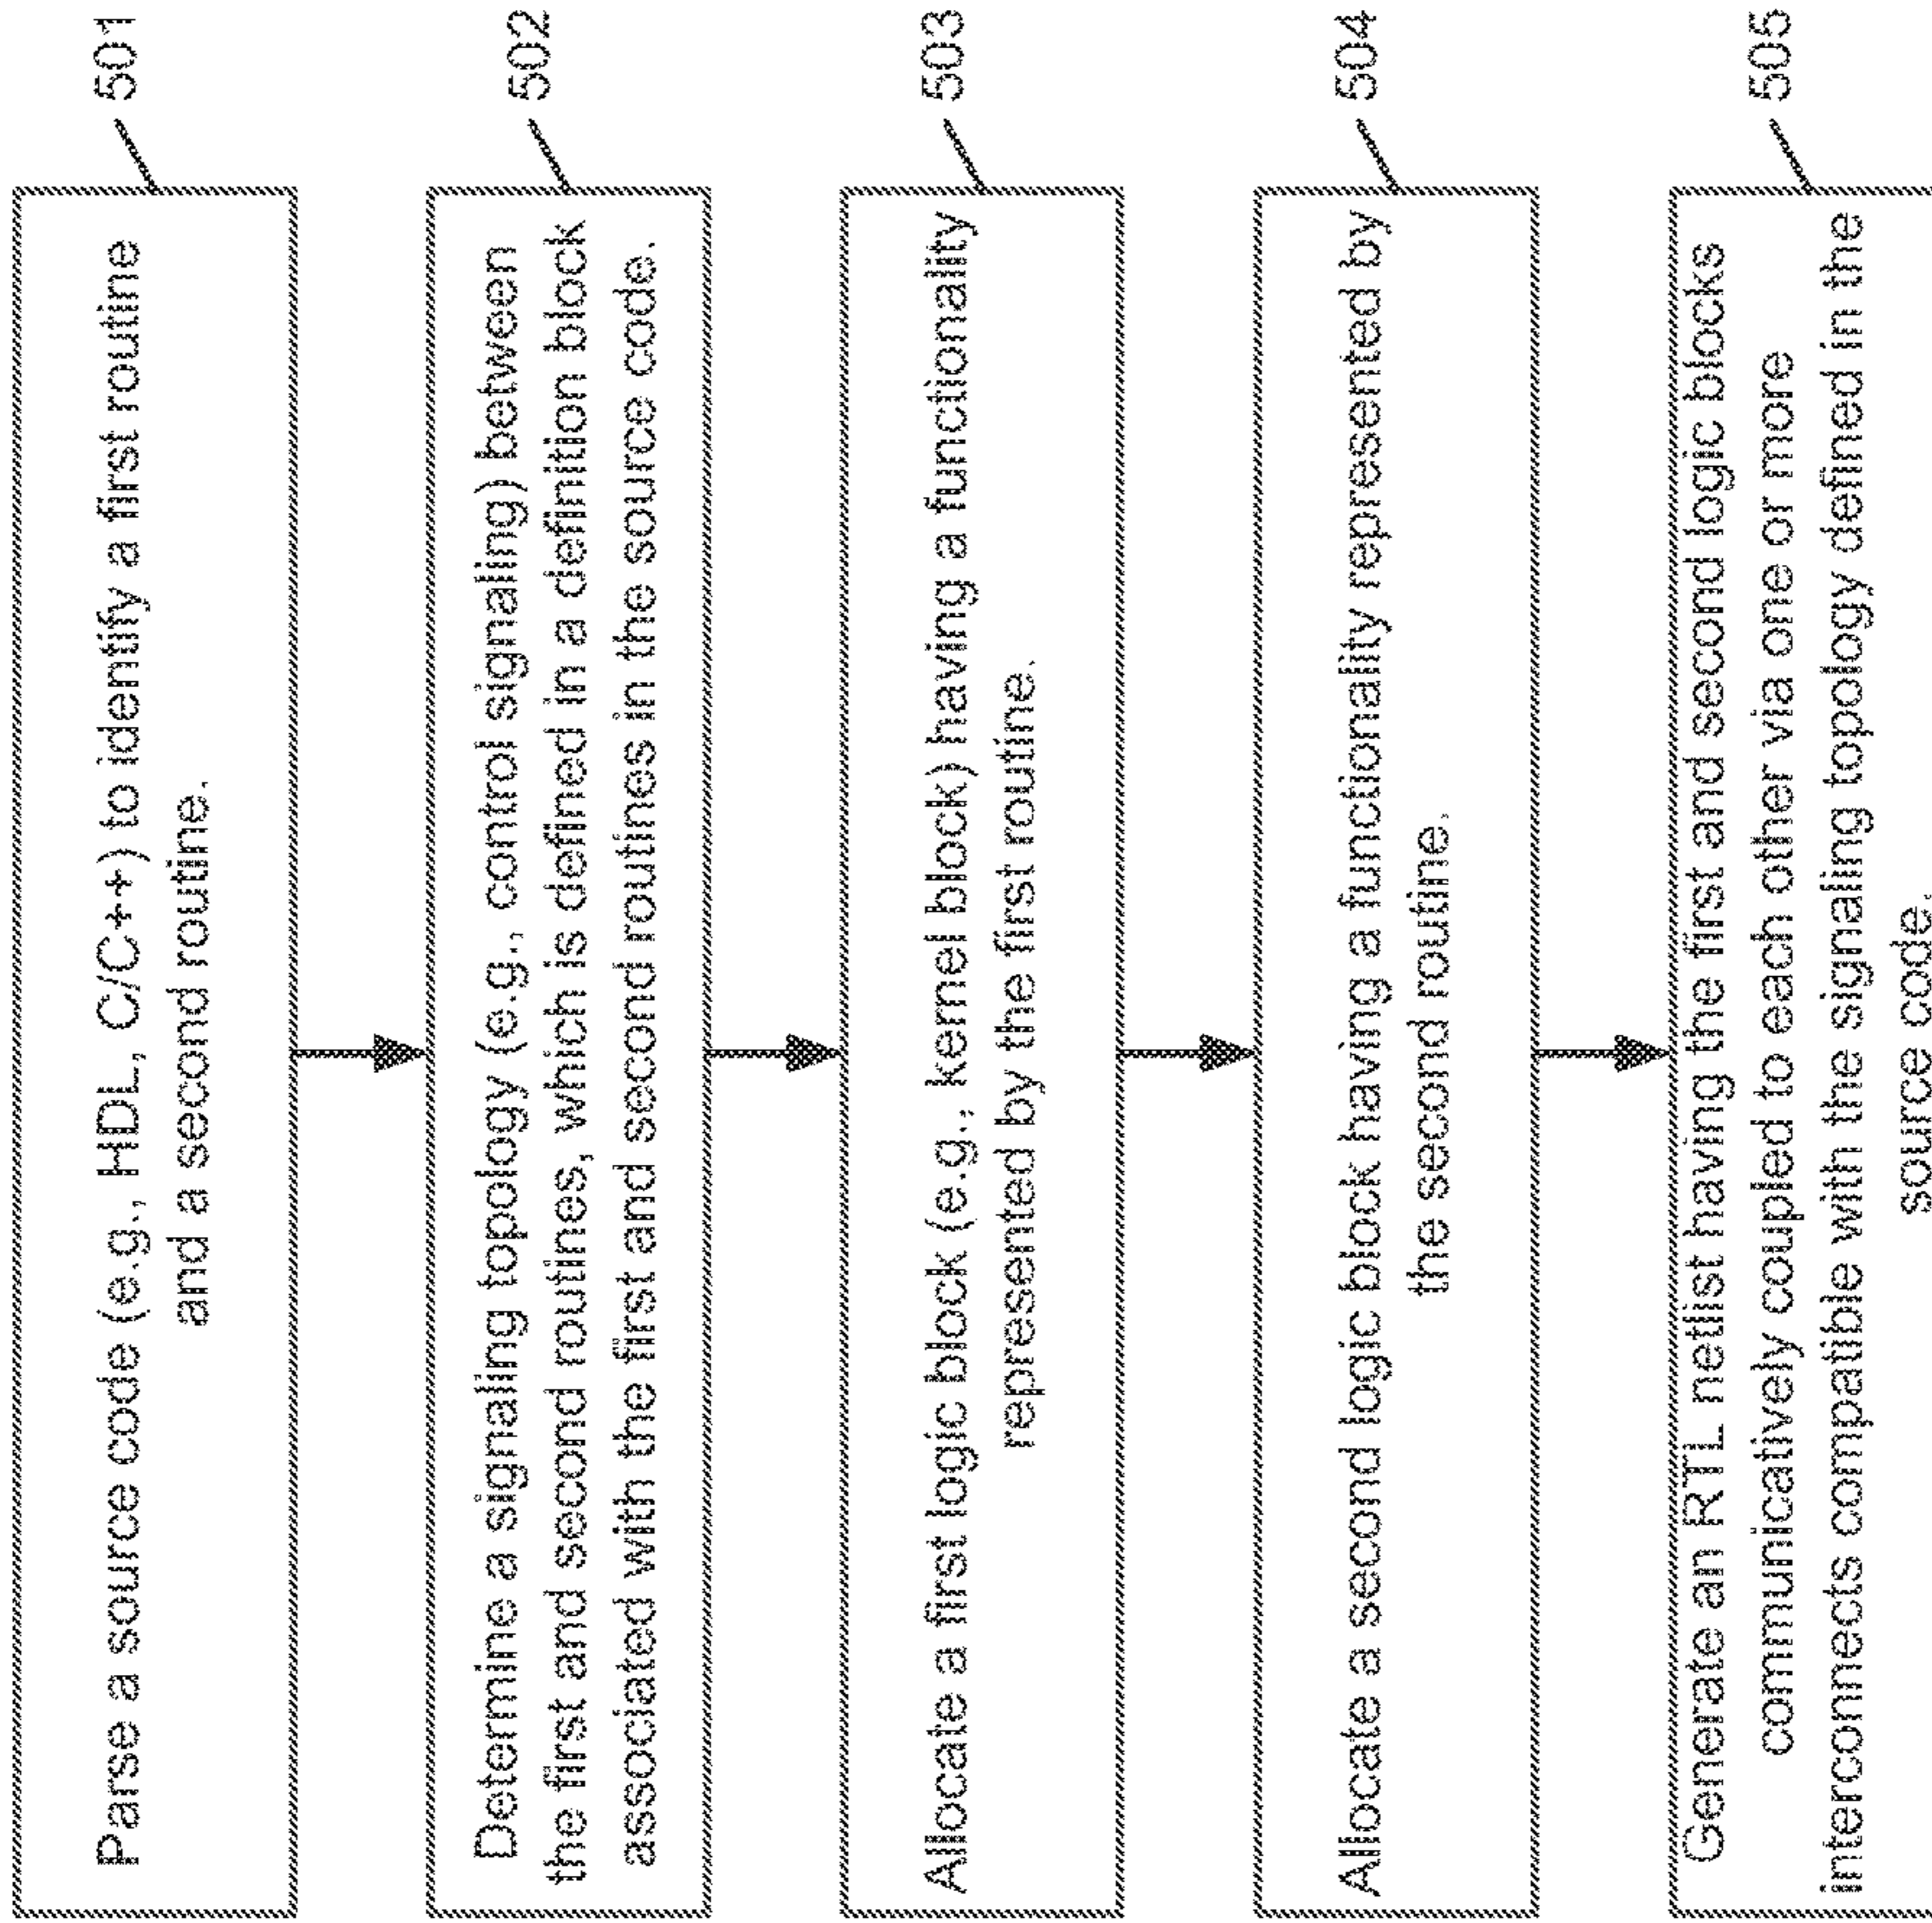 Parse a source code (e.g., HDL, C/C++) to identify a first routine
and a second routine.
501
Determine a signaling topology (e.g., control signaling) between
the first and second routines, which is defined in a definition block
associated with the first and second routines in the source code.
502
Allocate a first logic block (e.g., kernel block) having a functionality
represented by the first routine.
503
Allocate a second logic block having a functionality represented by
the second routine.
504
Generate an RTL netlist having the first and second logic blocks
communicatively coupled to each other via one or more
interconnects compatible with the signaling topology defined in the
source code.
505